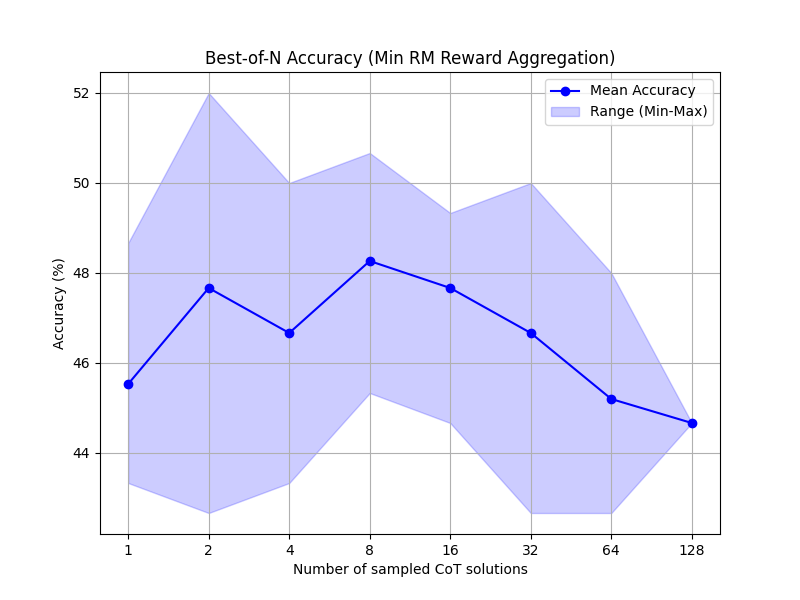 Best-of-N Accuracy (Min RM Reward Aggregation)
Mean Accuracy
Range (Min-Max)
Accuracy (%)
52
50
48
46
44
1 2 4 8 16 32 64 128
Number of sampled CoT solutions